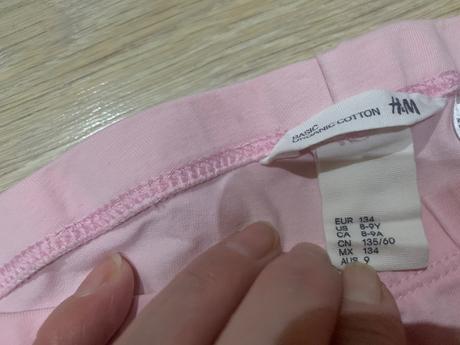 H&M
BASIC
ORGANIC COTTON
EUR 134
US 8-9Y
CA 8-9A
CN 135/60
MX 134
AUS 9